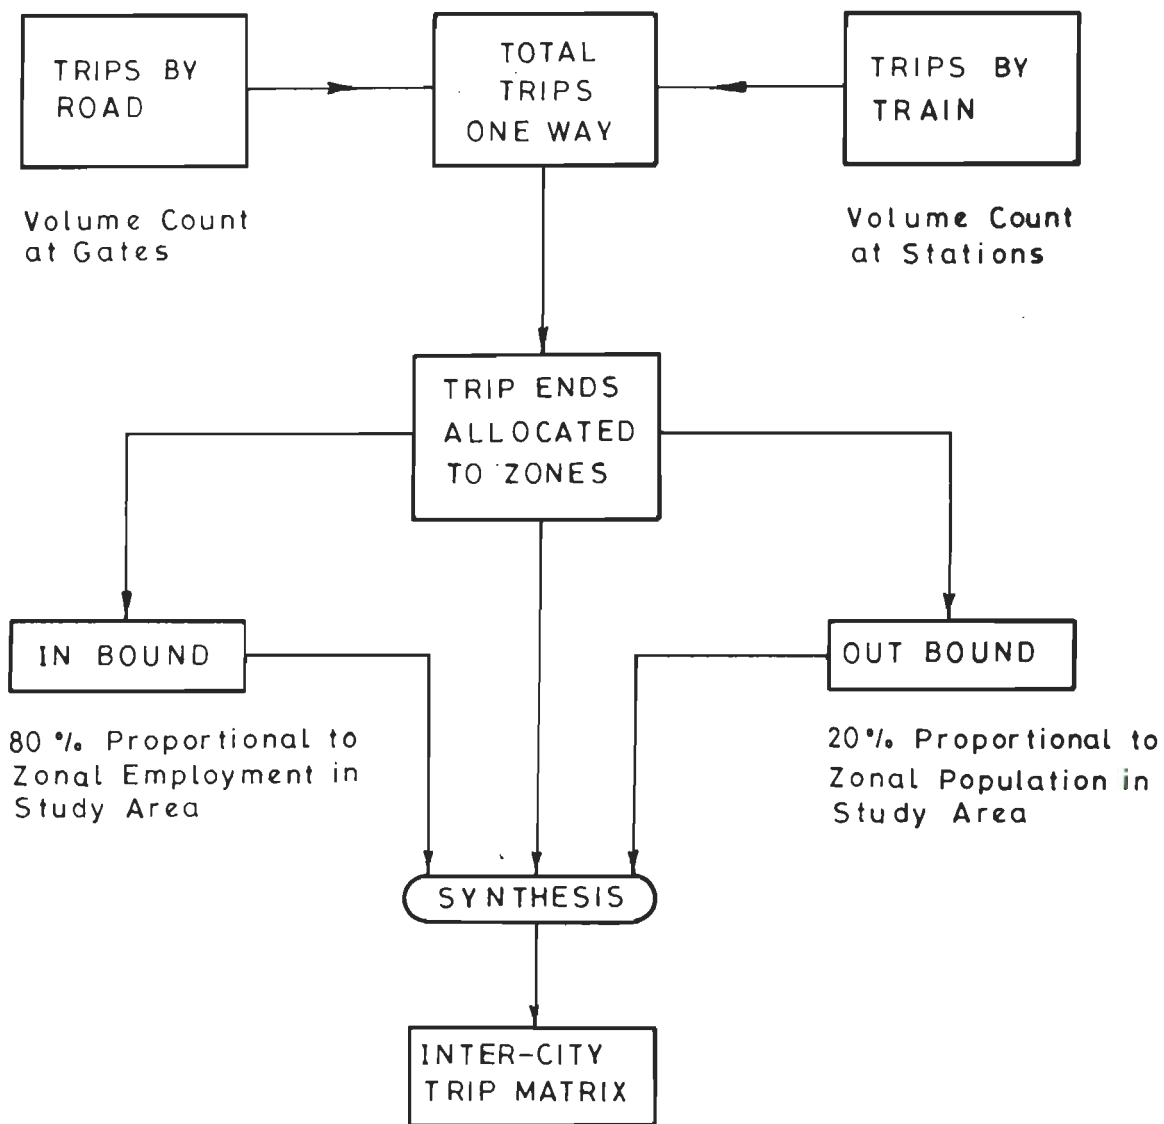 TRIPS BY
ROAD
TOTAL
TRIPS
ONE WAY
TRIPS BY
TRAIN
Volume Count
at Gates
Volume Count
at Stations
TRIP ENDS
ALLOCATED
TO ZONES
IN BOUND
OUT BOUND
80% Proportional to
Zonal Employment in
Study Area
20% Proportional to
Zonal Population in
Study Area
SYNTHESIS
INTER-CITY
TRIP MATRIX